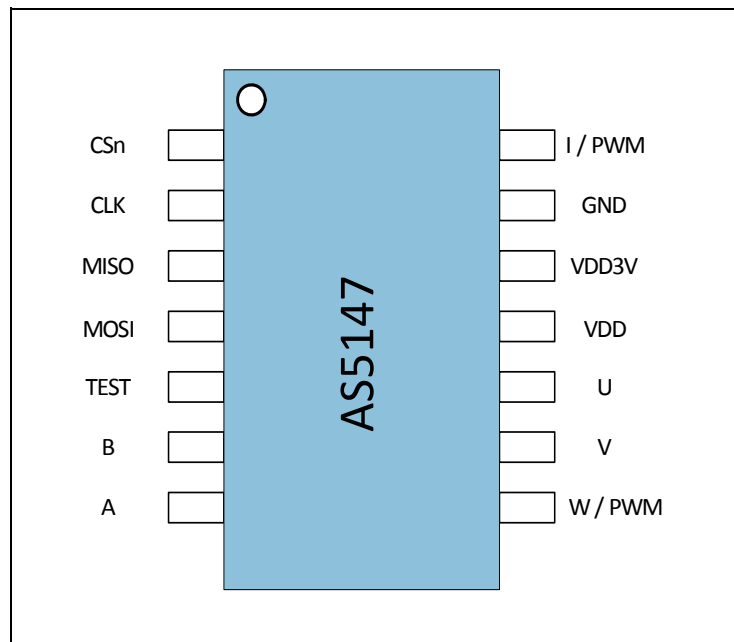 CSn
CLK
MISO
MOSI
TEST
B
A
AS5147
I / PWM
GND
VDD3V
VDD
U
V
W / PWM